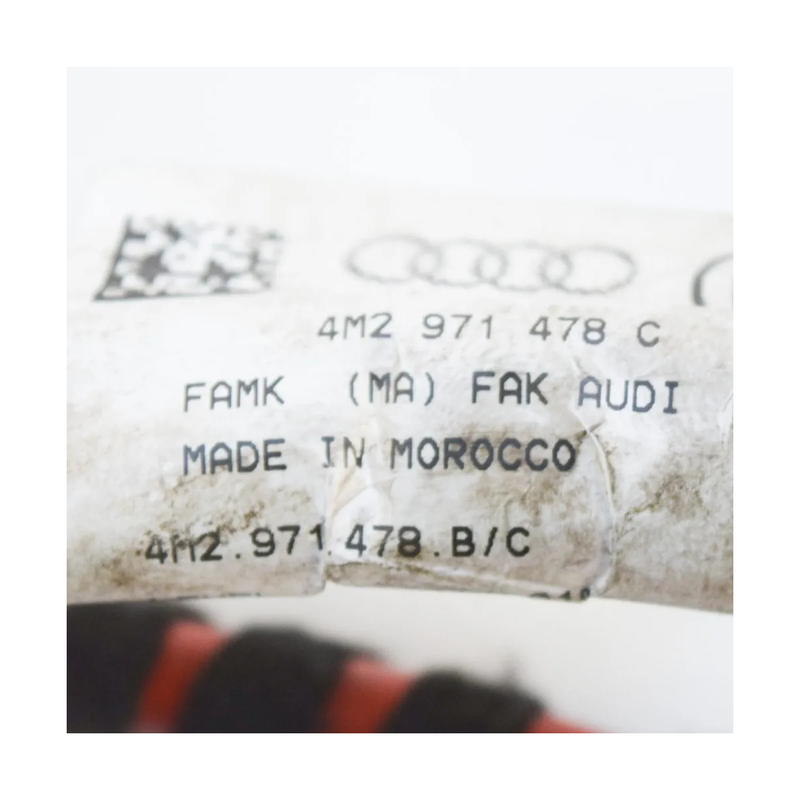 4M2 971 478 C
FAMK (MA) FAK AUDI
MADE IN MOROCCO
4M2.971.478.B/C